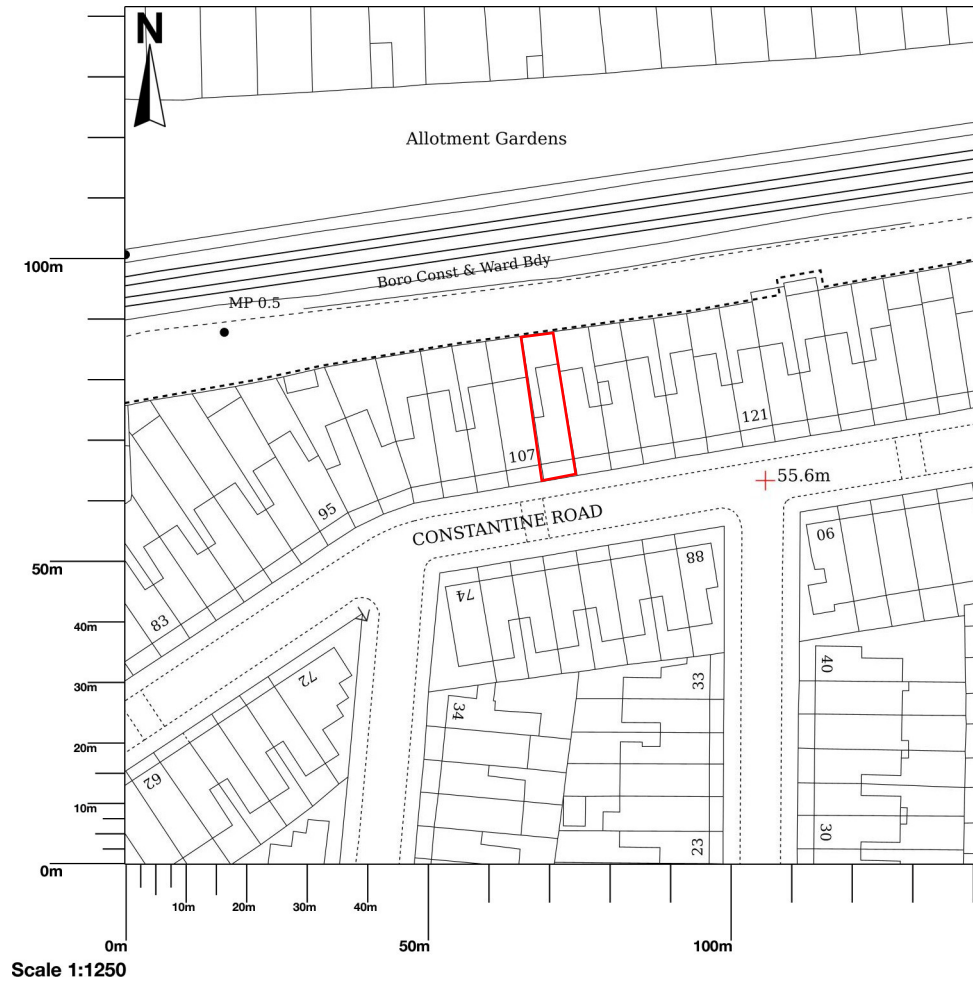 N
Allotment Gardens
100m
Boro Const & Ward Bdy
MP 0.5
121
107
55.6m
95
CONSTANTINE ROAD
90
88
50m
74
40m
83
72
40
33
30m
34
20m
62
10m
30
23
0m
10m
20m
30m
40m
0m
50m
100m
Scale 1:1250